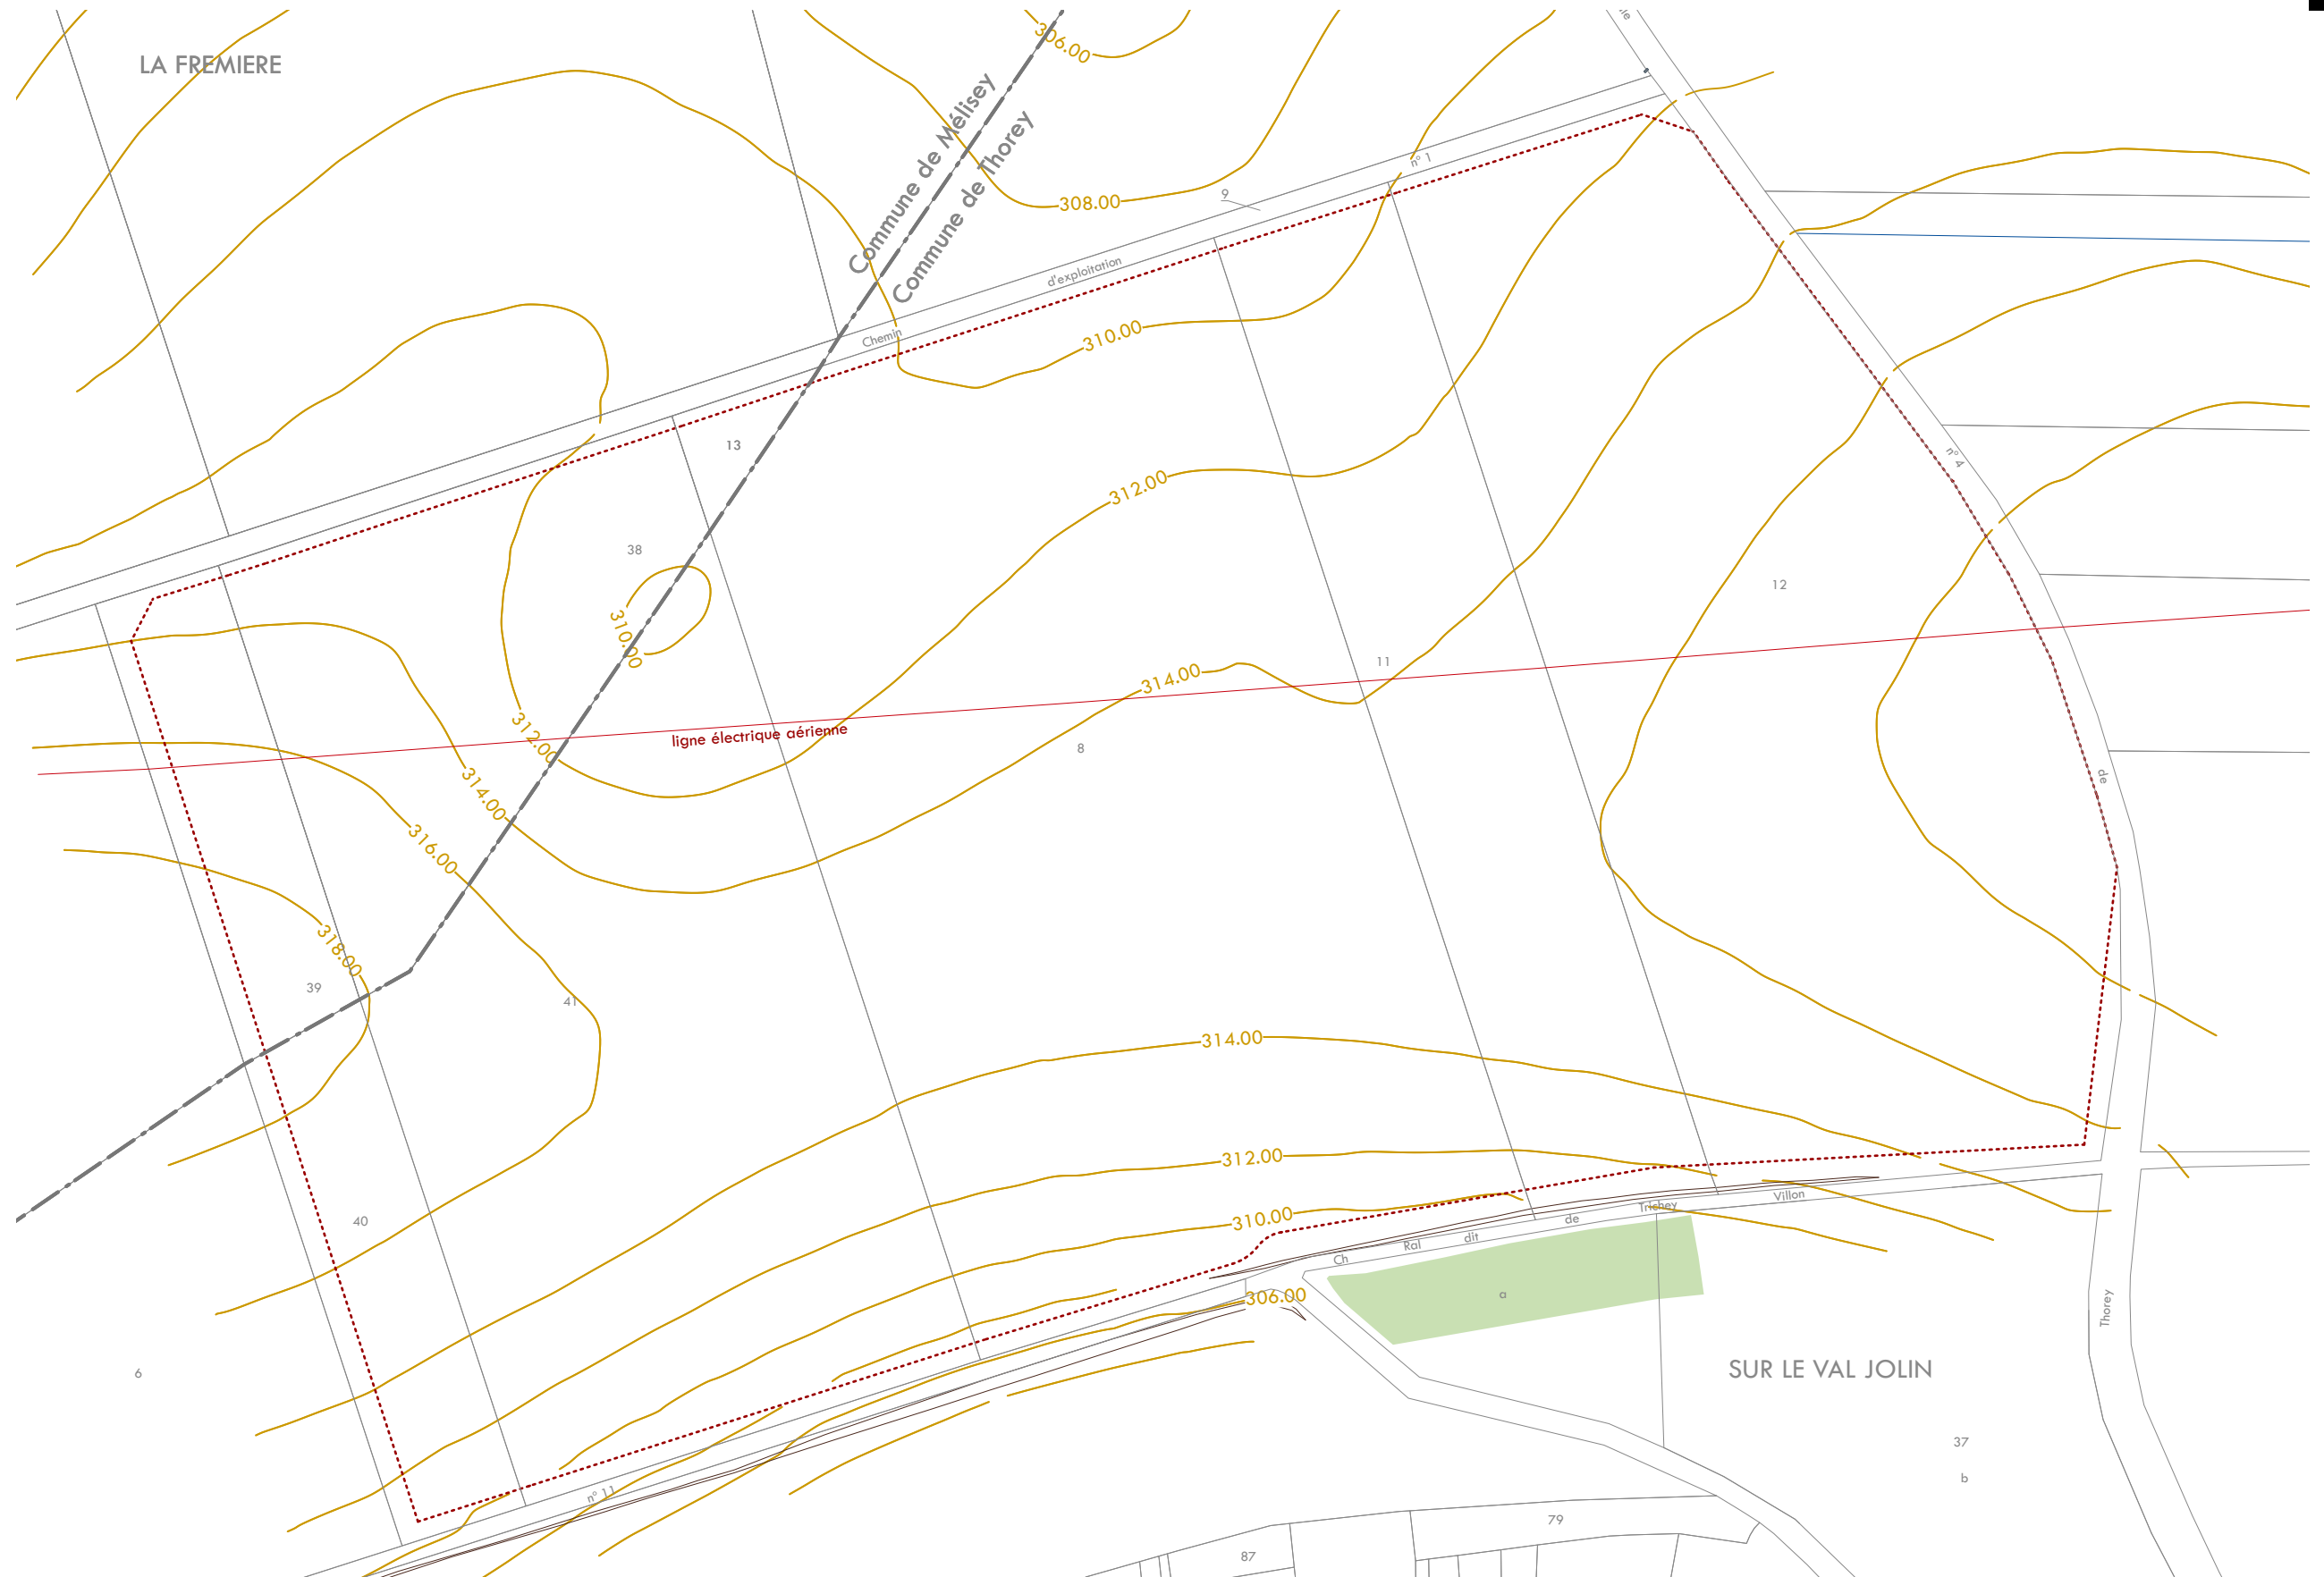 LA FREMIERE
306.00
Commune de Mélisey
Commune de Thorey
308.00
9
n° 1
d'exploitation
Chemin
310.00
13
312.00
n° 4
38
12
310.00
11
314.00
312.00
ligne électrique aérienne
8
314.00
de
316.00
318.00
39
41
314.00
312.00
310.00
40
Ch Ral dit de Trichey Villon
306.00
a
Thorey
6
SUR LE VAL JOLIN
37
b
n° 11
79
87